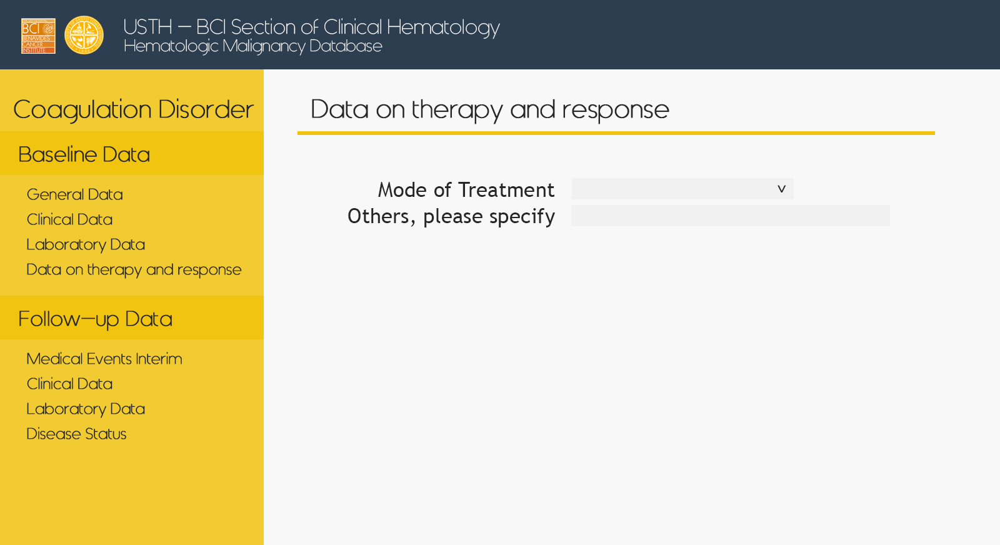 BCI
BENAVIDES
CANCER
INSTITUTE
USTH – BCI Section of Clinical Hematology
Hematologic Malignancy Database
Coagulation Disorder
Baseline Data
General Data
Clinical Data
Laboratory Data
Data on therapy and response
Follow-up Data
Medical Events Interim
Clinical Data
Laboratory Data
Disease Status
Data on therapy and response
Mode of Treatment
Others, please specify